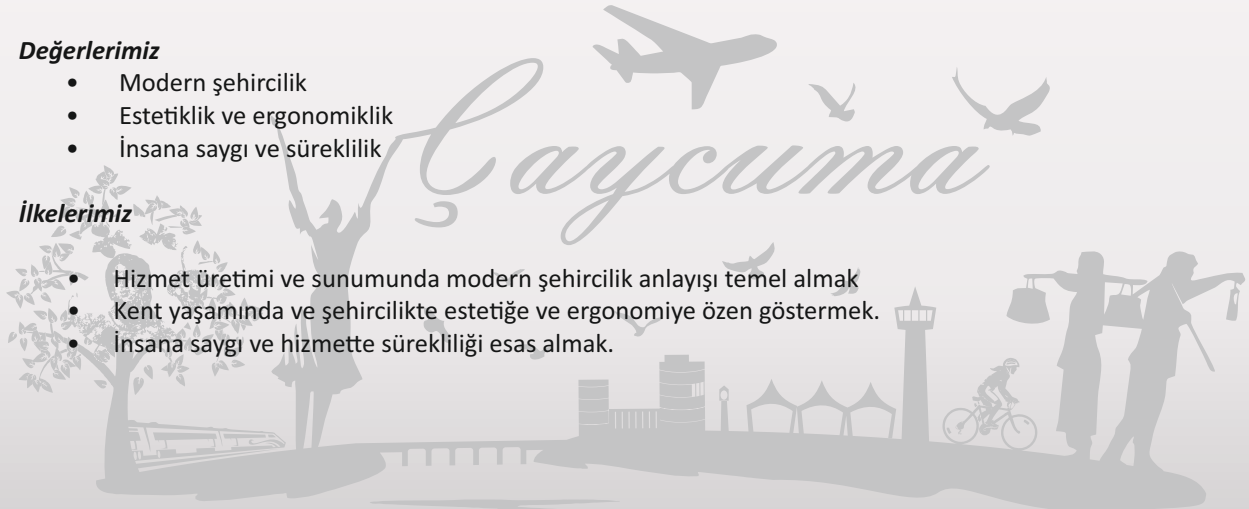 Değerlerimiz
• Modern şehircilik
• Estetiklik ve ergonomiklik
• İnsana saygı ve süreklilik
Çaycuma
İlkelerimiz
• Hizmet üretimi ve sunumunda modern şehircilik anlayışı temel almak
• Kent yaşamında ve şehircilikte estetiğe ve ergonomiye özen göstermek.
• İnsana saygı ve hizmette sürekliliği esas almak.